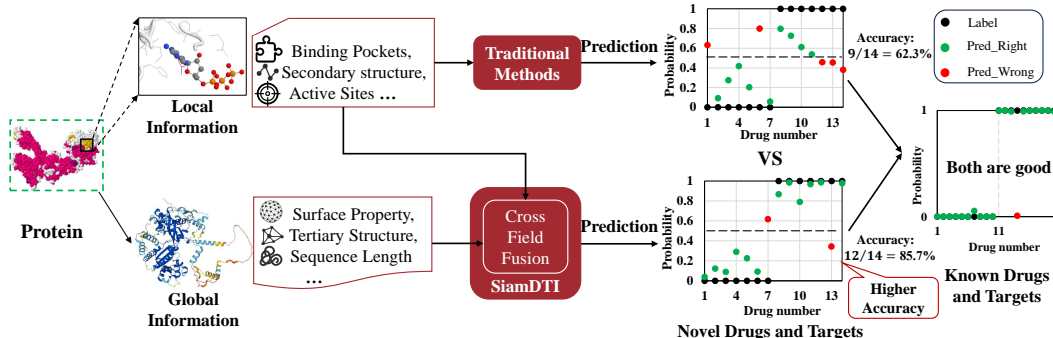 Protein
Local
Information
Global
Information
Binding Pockets,
Secondary structure,
Active Sites ...
Surface Property,
Tertiary Structure,
Sequence Length
...
Traditional
Methods
Cross
Field
Fusion
SiamDTI
Prediction
Prediction
Probability
1
0.8
0.6
0.4
0.2
0
1 4 7 10 13
Drug number
Accuracy:
9/14 = 62.3%
VS
Probability
1
0.8
0.6
0.4
0.2
0
1 4 7 10 13
Drug number
Accuracy:
12/14 = 85.7%
Higher
Accuracy
Novel Drugs and Targets
Label
Pred_Right
Pred_Wrong
Probability
1
0
Both are good
1 11
Drug number
Known Drugs
and Targets